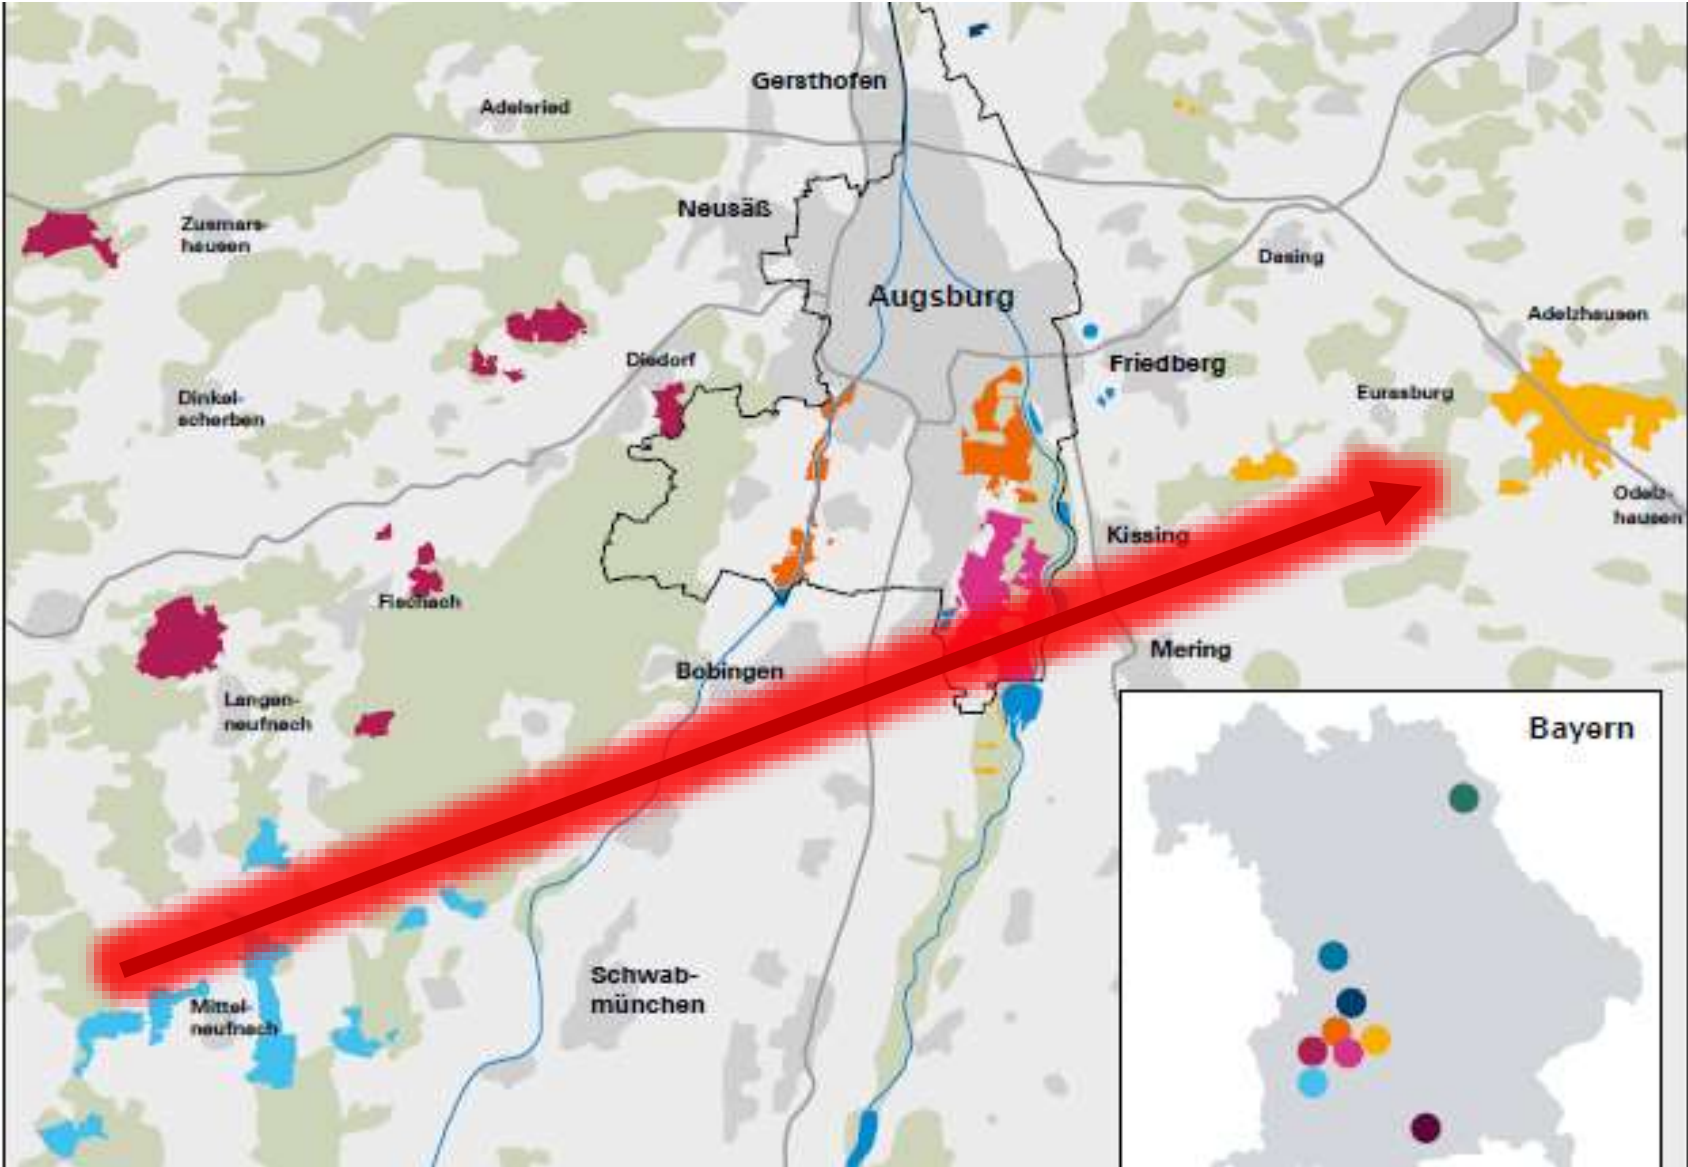 Gersthofen
Adelsried
Neusäß
Zusmars-
hausen
Augsburg
Dasing
Adelzhausen
Diedorf
Friedberg
Dinkel-
scherben
Eurasburg
Odelz-
hausen
Kissing
Fischach
Bobingen
Mering
Langen-
neufnach
Bayern
Schwab-
münchen
Mittel-
neufnach